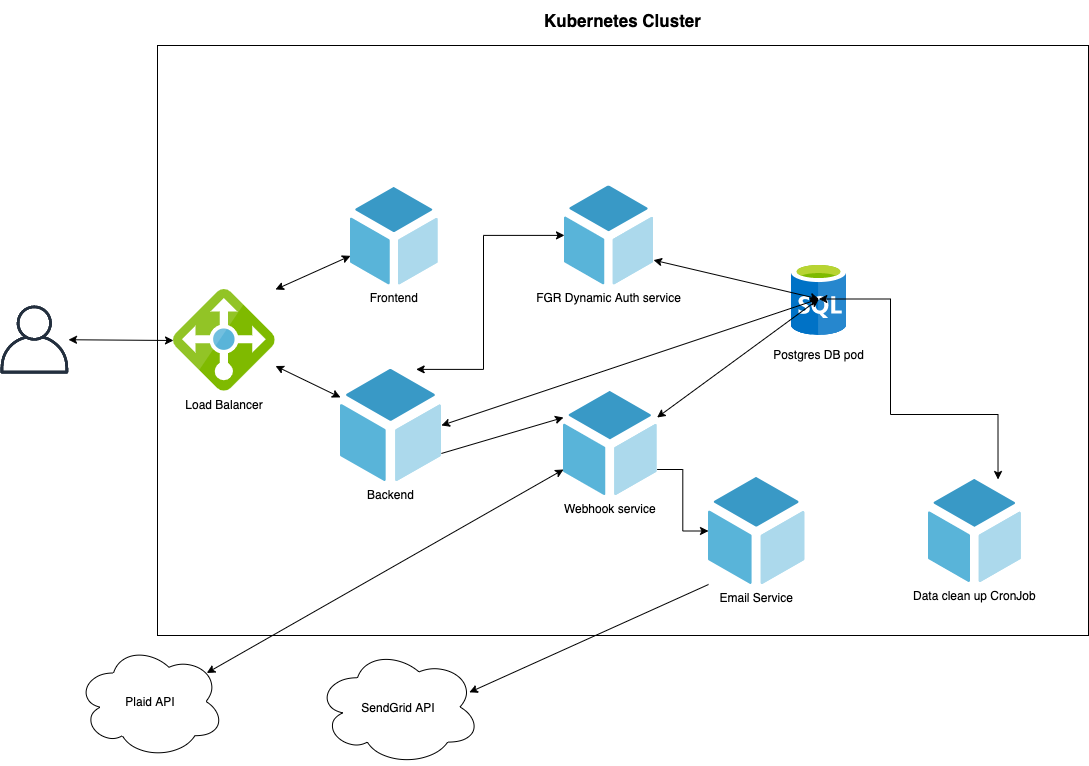 Kubernetes Cluster
Frontend
FGR Dynamic Auth service
SQL
Postgres DB pod
Load Balancer
Backend
Webhook service
Email Service
Data clean up CronJob
Plaid API
SendGrid API